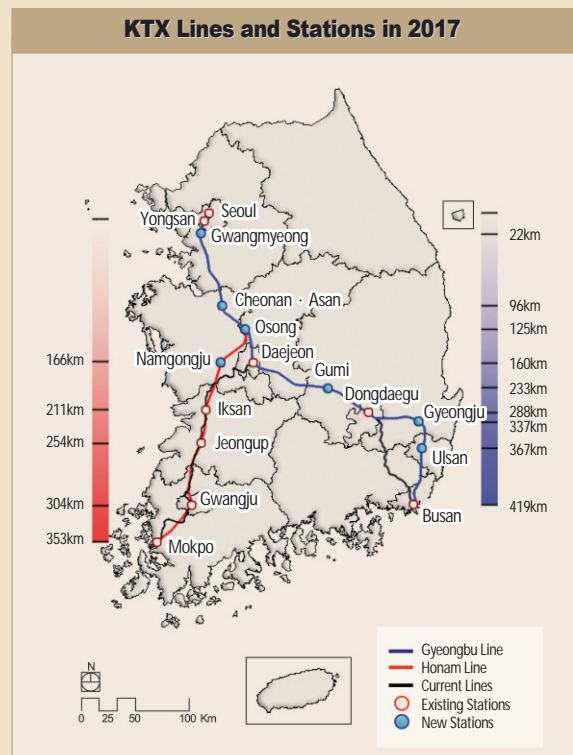 KTX Lines and Stations in 2017
Seoul
Yongsan
Gwangmyeong
22km
Cheonan · Asan
96km
Osong
125km
Daejeon
Namgongju
166km
160km
Gumi
233km
Dongdaegu
Iksan
211km
288km
Gyeongju
337km
Jeongup
254km
Ulsan
367km
Gwangju
304km
Busan
419km
353km
Mokpo
N
0 25 50 100 Km
Gyeongbu Line
Honam Line
Current Lines
Existing Stations
New Stations